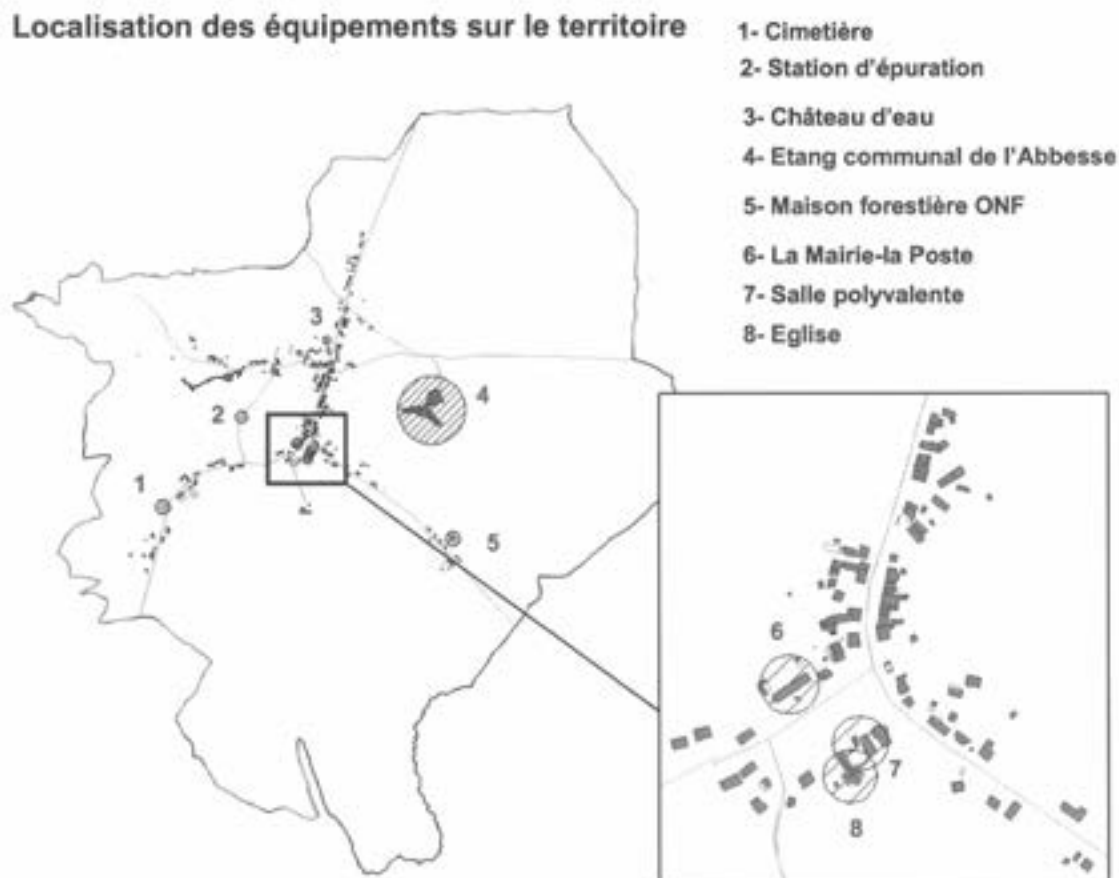 Localisation des équipements sur le territoire
1- Cimetière
2- Station d'épuration
3- Château d'eau
4- Etang communal de l'Abbesse
5- Maison forestière ONF
6- La Mairie-la Poste
7- Salle polyvalente
8- Eglise
3
4
2
1
5
6
7
8